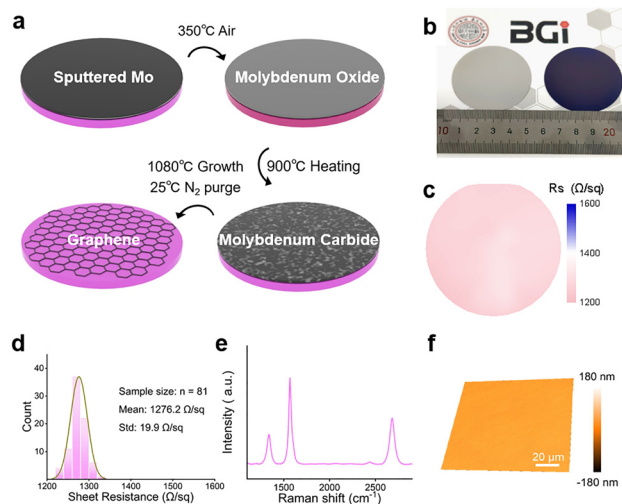 a
350℃ Air
Sputtered Mo
Molybdenum Oxide
1080℃ Growth
25℃ N₂ purge
900℃ Heating
Graphene
Molybdenum Carbide
b
BGi
10 1 2 3 4 5 6 7 8 9 20
c
Rs (Ω/sq)
1600
1400
1200
d
40
30
20
10
Count
Sample size: n = 81
Mean: 1276.2 Ω/sq
Std: 19.9 Ω/sq
1200 1300 1400 1500 1600
Sheet Resistance (Ω/sq)
e
Intensity ( a.u.)
1500 2000 2500
Raman shift (cm⁻¹)
f
180 nm
20 μm
-180 nm